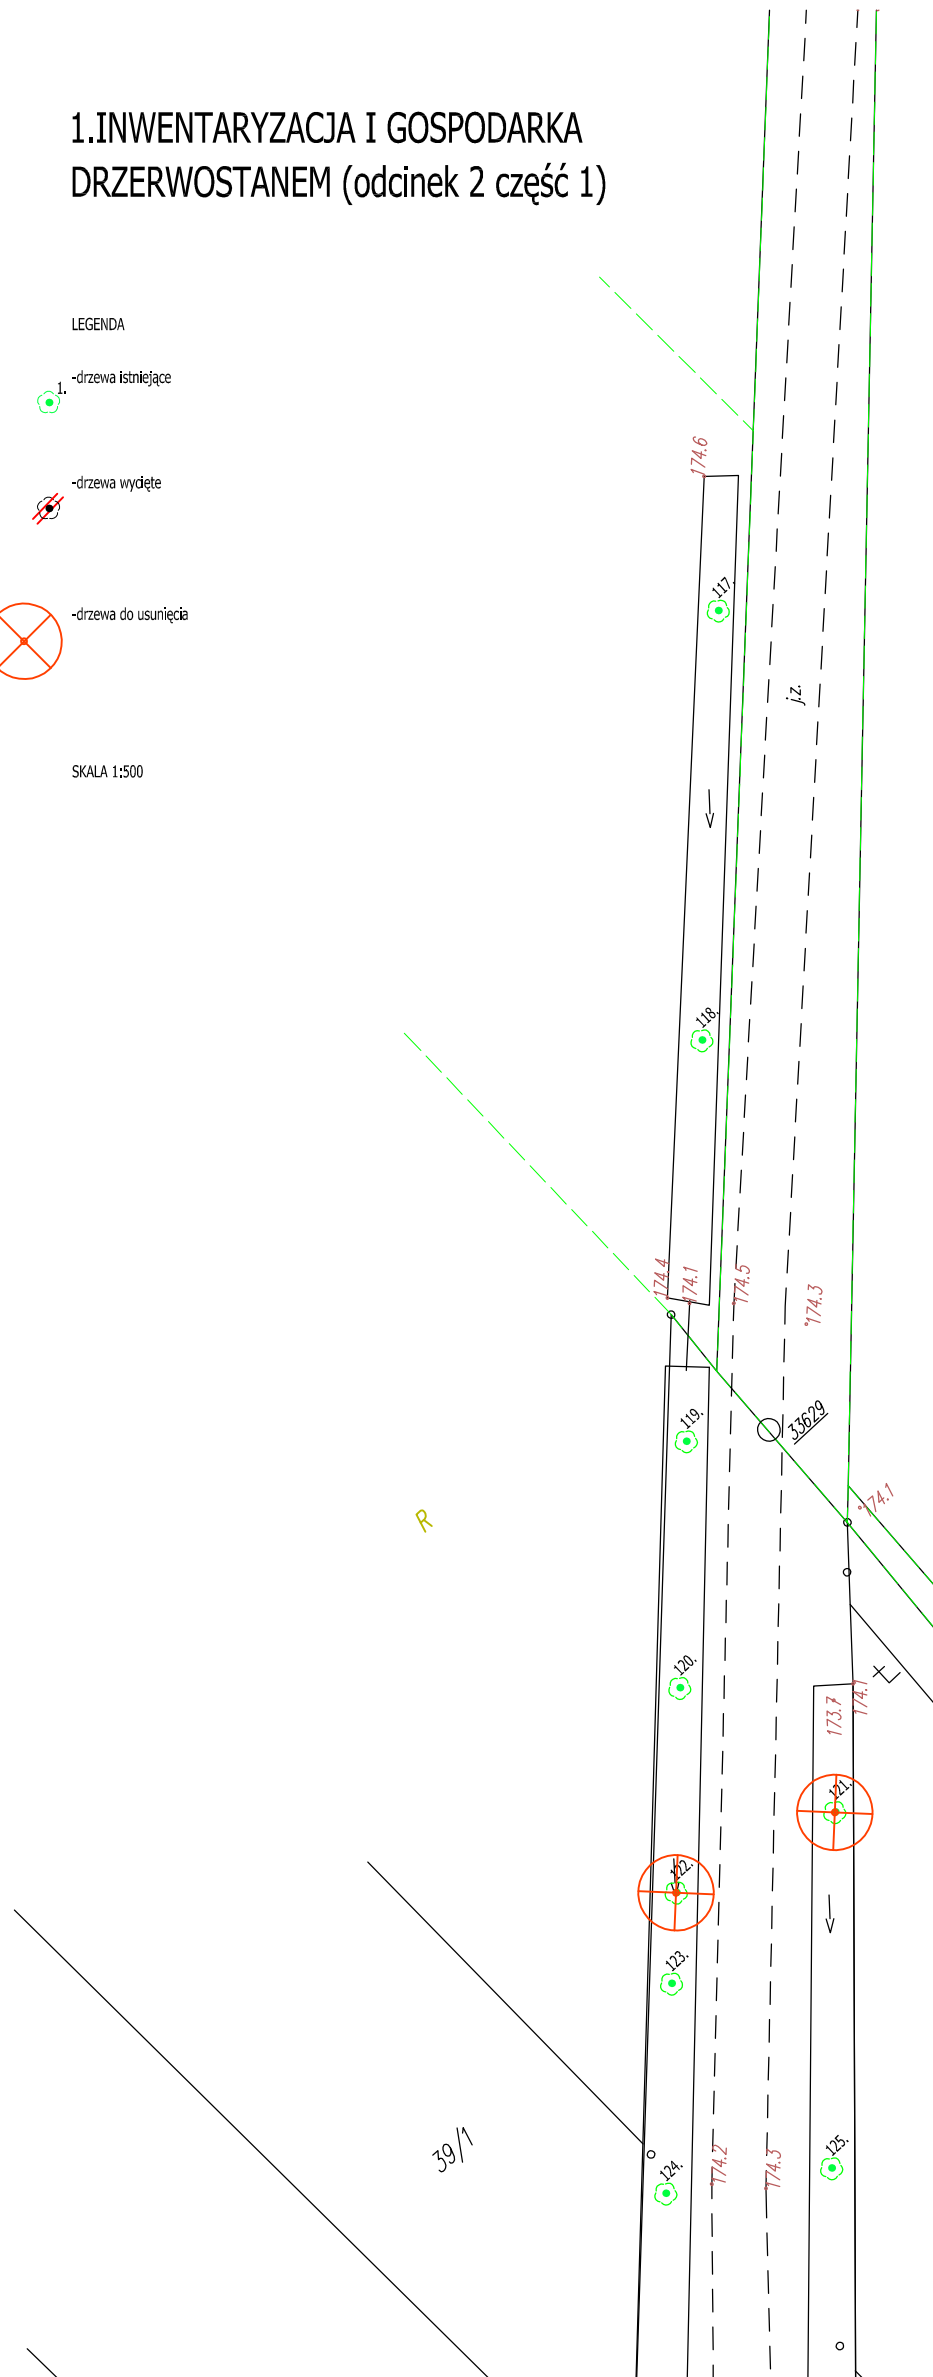 1.INWENTARYZACJA I GOSPODARKA
DRZERWOSTANEM (odcinek 2 część 1)
LEGENDA
1.
-drzewa istniejące
-drzewa wycięte
-drzewa do usunięcia
SKALA 1:500
174.6
117.
j.z.
118.
174.4
174.1
174.5
174.3
119.
33629
174.1
R
120.
Ł
174.1
173.7
121.
122.
123.
39/1
124.
174.2
174.3
125.